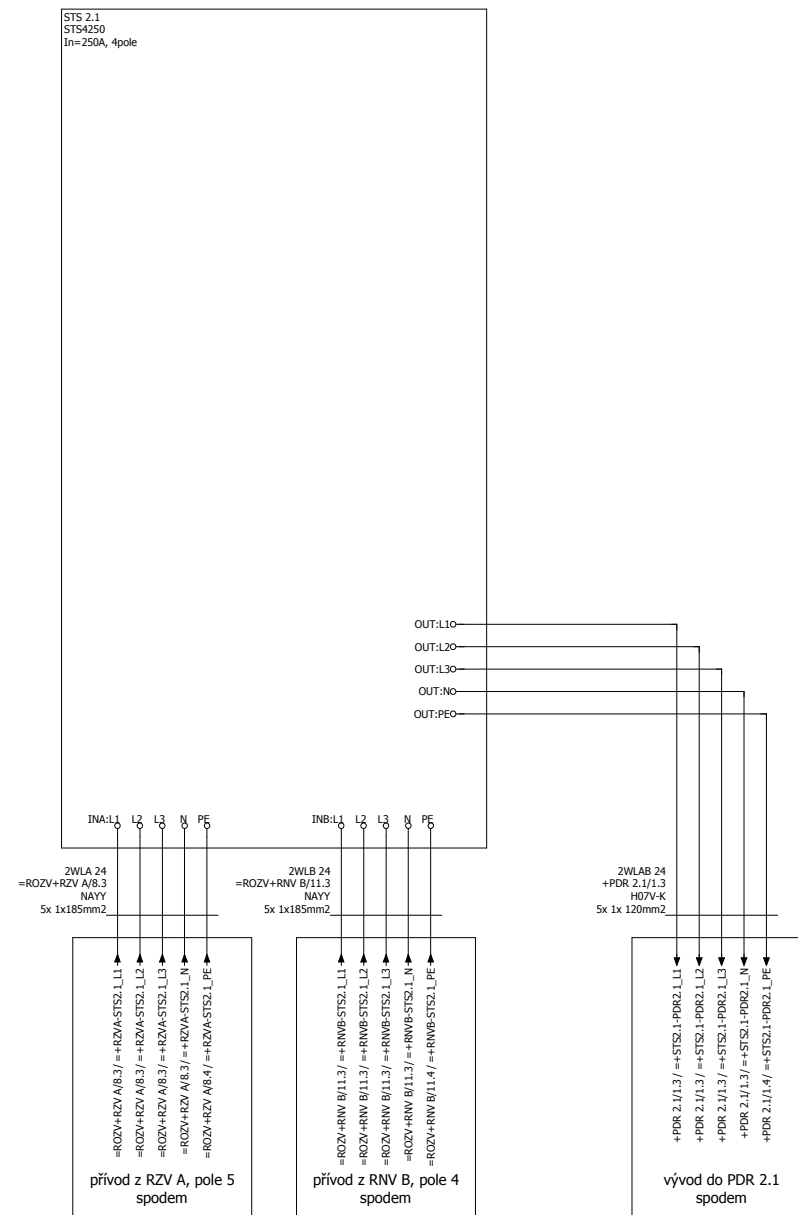 STS 2.1
STS4250
In=250A, 4pole
OUT:L1
OUT:L2
OUT:L3
OUT:N
OUT:PE
INA:L1 L2 L3 N PE
INB:L1 L2 L3 N PE
2WLA 24
=ROZV+RZV A/8.3
NAYY
5x 1x185mm2
2WLB 24
=ROZV+RNV B/11.3
NAYY
5x 1x185mm2
2WLAB 24
+PDR 2.1/1.3
H07V-K
5x 1x 120mm2
=ROZV+RZV A/8.3/ =+RZVA-STS2.1_L1
=ROZV+RZV A/8.3/ =+RZVA-STS2.1_L2
=ROZV+RZV A/8.3/ =+RZVA-STS2.1_L3
=ROZV+RZV A/8.3/ =+RZVA-STS2.1_N
=ROZV+RZV A/8.4/ =+RZVA-STS2.1_PE
přívod z RZV A, pole 5
spodem
=ROZV+RNV B/11.3/ =+RNVB-STS2.1_L1
=ROZV+RNV B/11.3/ =+RNVB-STS2.1_L2
=ROZV+RNV B/11.3/ =+RNVB-STS2.1_L3
=ROZV+RNV B/11.3/ =+RNVB-STS2.1_N
=ROZV+RNV B/11.4/ =+RNVB-STS2.1_PE
přívod z RNV B, pole 4
spodem
+PDR 2.1/1.3 / =+STS2.1-PDR2.1_L1
+PDR 2.1/1.3 / =+STS2.1-PDR2.1_L2
+PDR 2.1/1.3 / =+STS2.1-PDR2.1_L3
+PDR 2.1/1.3/ =+STS2.1-PDR2.1_N
+PDR 2.1/1.4/ =+STS2.1-PDR2.1_PE
vývod do PDR 2.1
spodem